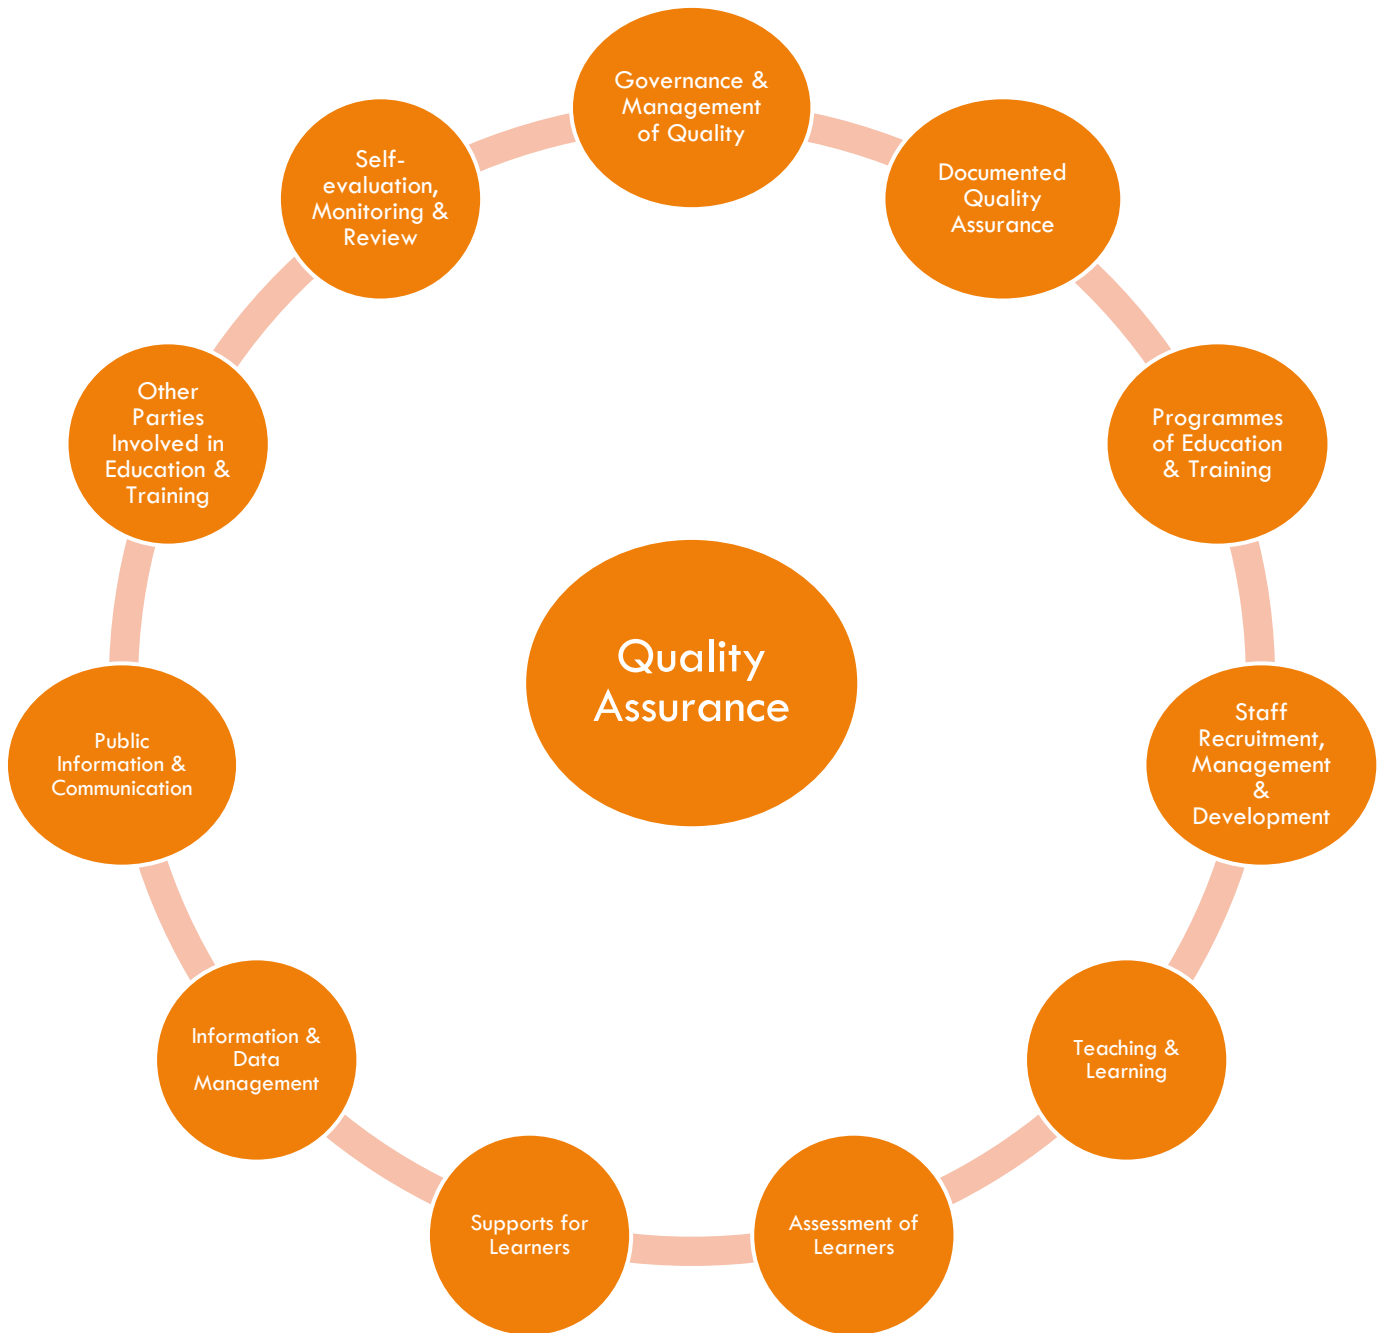 Governance &
Management
of Quality
Documented
Quality
Assurance
Programmes
of Education
& Training
Staff
Recruitment,
Management
&
Development
Teaching &
Learning
Assessment of
Learners
Supports for
Learners
Information &
Data
Management
Public
Information &
Communication
Other
Parties
Involved in
Education &
Training
Self-
evaluation,
Monitoring &
Review
Quality
Assurance